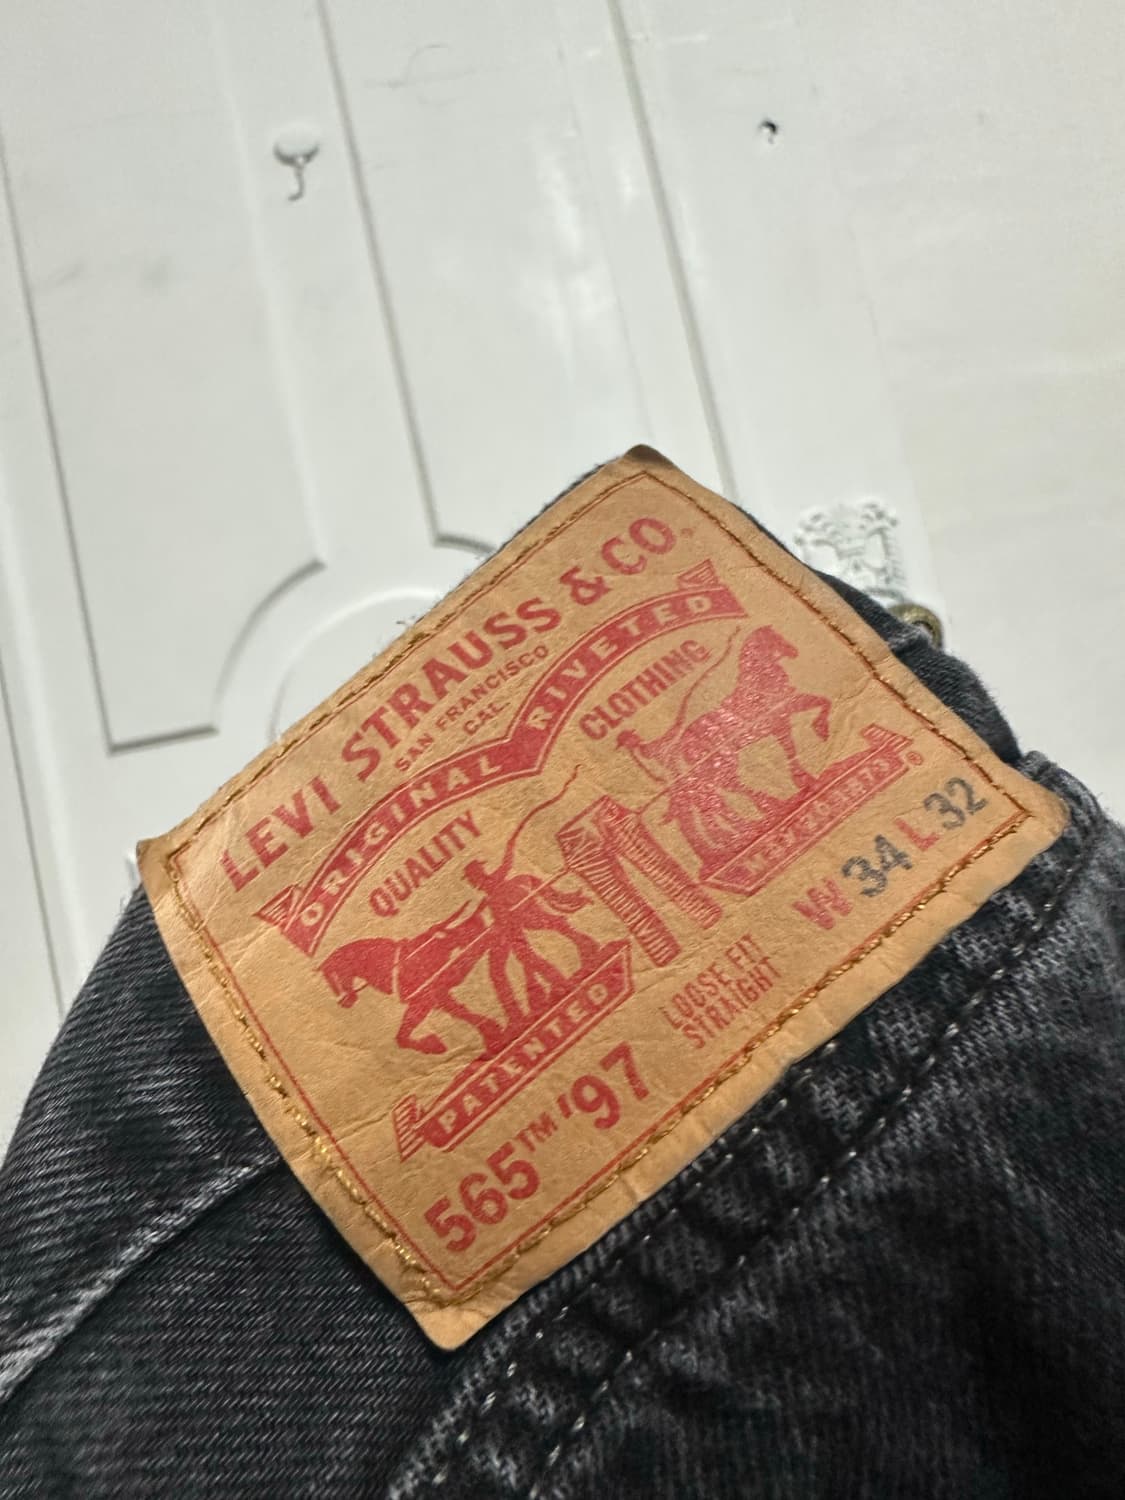 LEVI STRAUSS & CO.
SAN FRANCISCO
CAL.
ORIGINAL RIVETED
QUALITY CLOTHING
PATENTED
565™ '97
LOOSE FIT
STRAIGHT
W 34 L 32